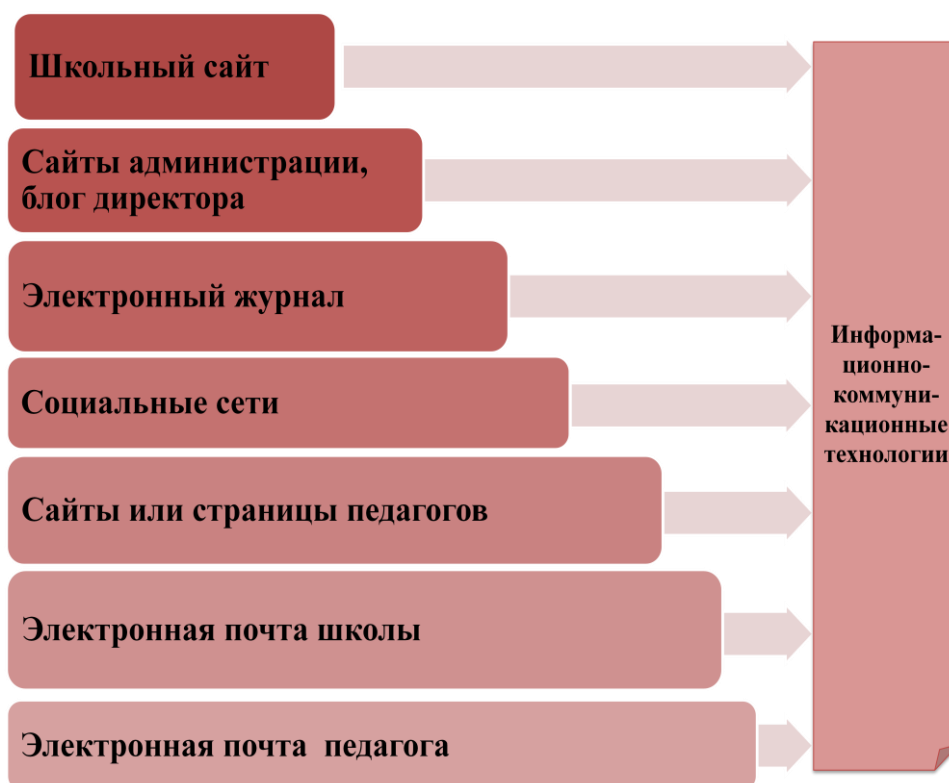 Школьный сайт
Сайты администрации,
блог директора
Электронный журнал
Социальные сети
Сайты или страницы педагогов
Электронная почта школы
Электронная почта  педагога
Информа-
ционно-
коммуни-
кационные
технологии